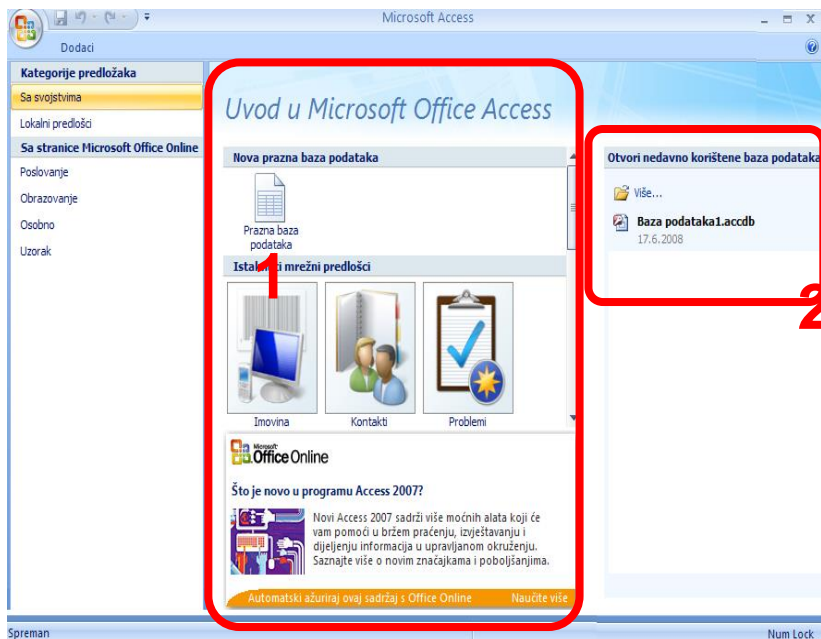 Microsoft Access
Dodaci
Kategorije predložaka
Sa svojstvima
Lokalni predlošci
Sa stranice Microsoft Office Online
Poslovanje
Obrazovanje
Osobno
Uzorak
Uvod u Microsoft Office Access
Nova prazna baza podataka
Prazna baza
podataka
1
mrežni predlošci
Imovina
Kontakti
Problemi
Microsoft
Office Online
Što je novo u programu Access 2007?
Novi Access 2007 sadrži više moćnih alata koji će
vam pomoći u bržem praćenju, izvještavanju i
dijeljenju informacija u upravljanom okruženju.
Saznajte više o novim značajkama i poboljšanjima.
Automatski ažuriraj ovaj sadržaj s Office Online
Naučite više
Otvori nedavno korištene baze podataka
Više...
Baza podataka1.accdb
17.6.2008
2
Spreman
Num Lock